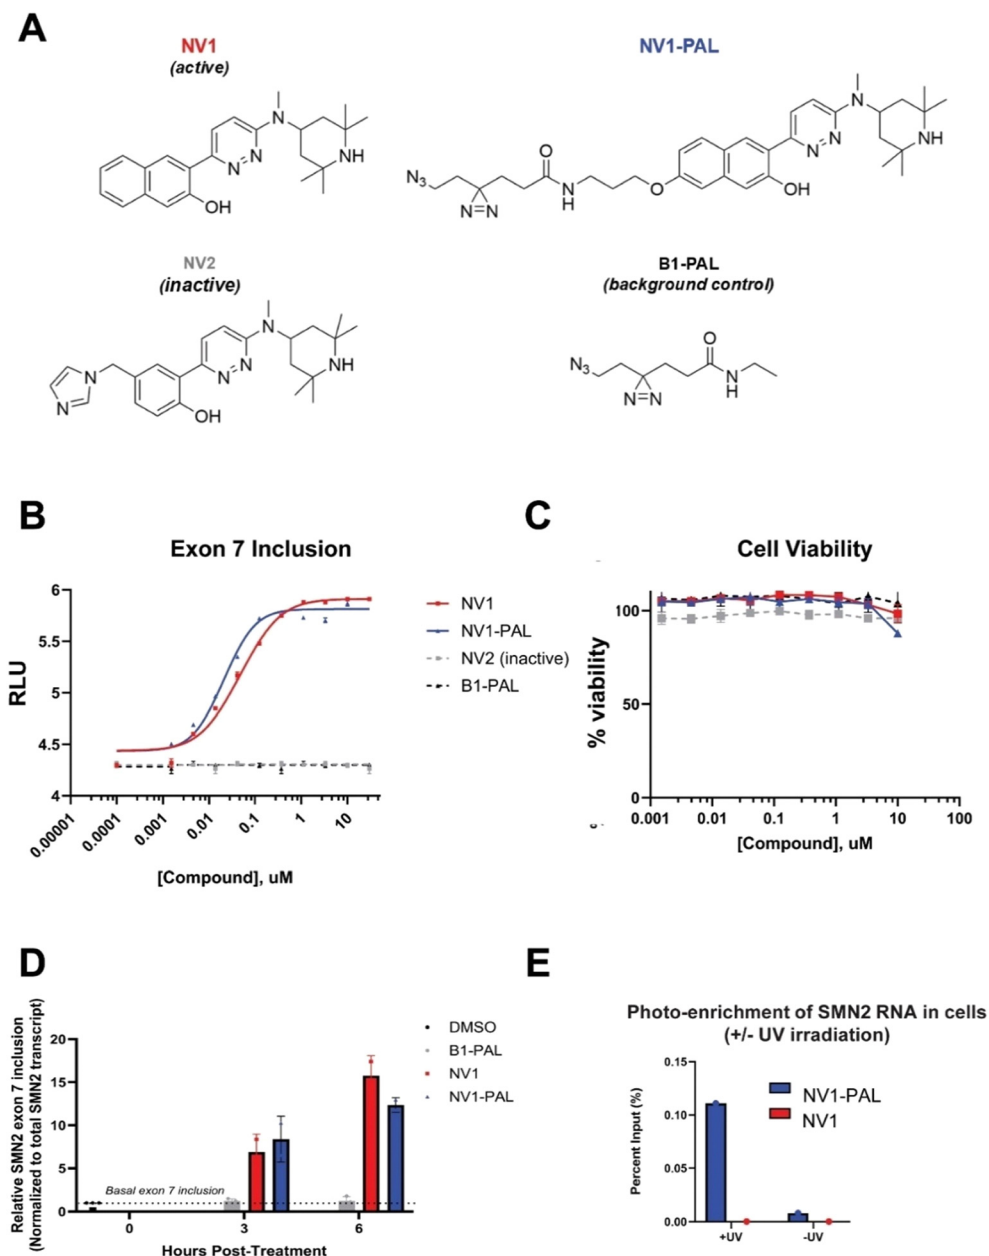 A
NV1
(active)
NV1-PAL
N
N
N
NH
OH
N3
N=N
O
N
H
O
N
N
N
NH
OH
NV2
(inactive)
B1-PAL
(background control)
N
N
N
N
N
NH
OH
N3
N=N
O
N
H
B
C
Exon 7 Inclusion
Cell Viability
RLU
6
5.5
5
4.5
4
0.00001
0.0001
0.001
0.01
0.1
1
10
[Compound], uM
NV1
NV1-PAL
NV2 (inactive)
B1-PAL
% viability
100
50
0
0.001
0.01
0.1
1
10
100
[Compound], uM
D
E
Relative SMN2 exon 7 inclusion
(Normalized to total SMN2 transcript)
20
15
10
5
0
Basal exon 7 inclusion
0
3
6
Hours Post-Treatment
DMSO
B1-PAL
NV1
NV1-PAL
Photo-enrichment of SMN2 RNA in cells
(+/- UV irradiation)
Percent Input (%)
0.15
0.10
0.05
0.00
+UV
-UV
NV1-PAL
NV1